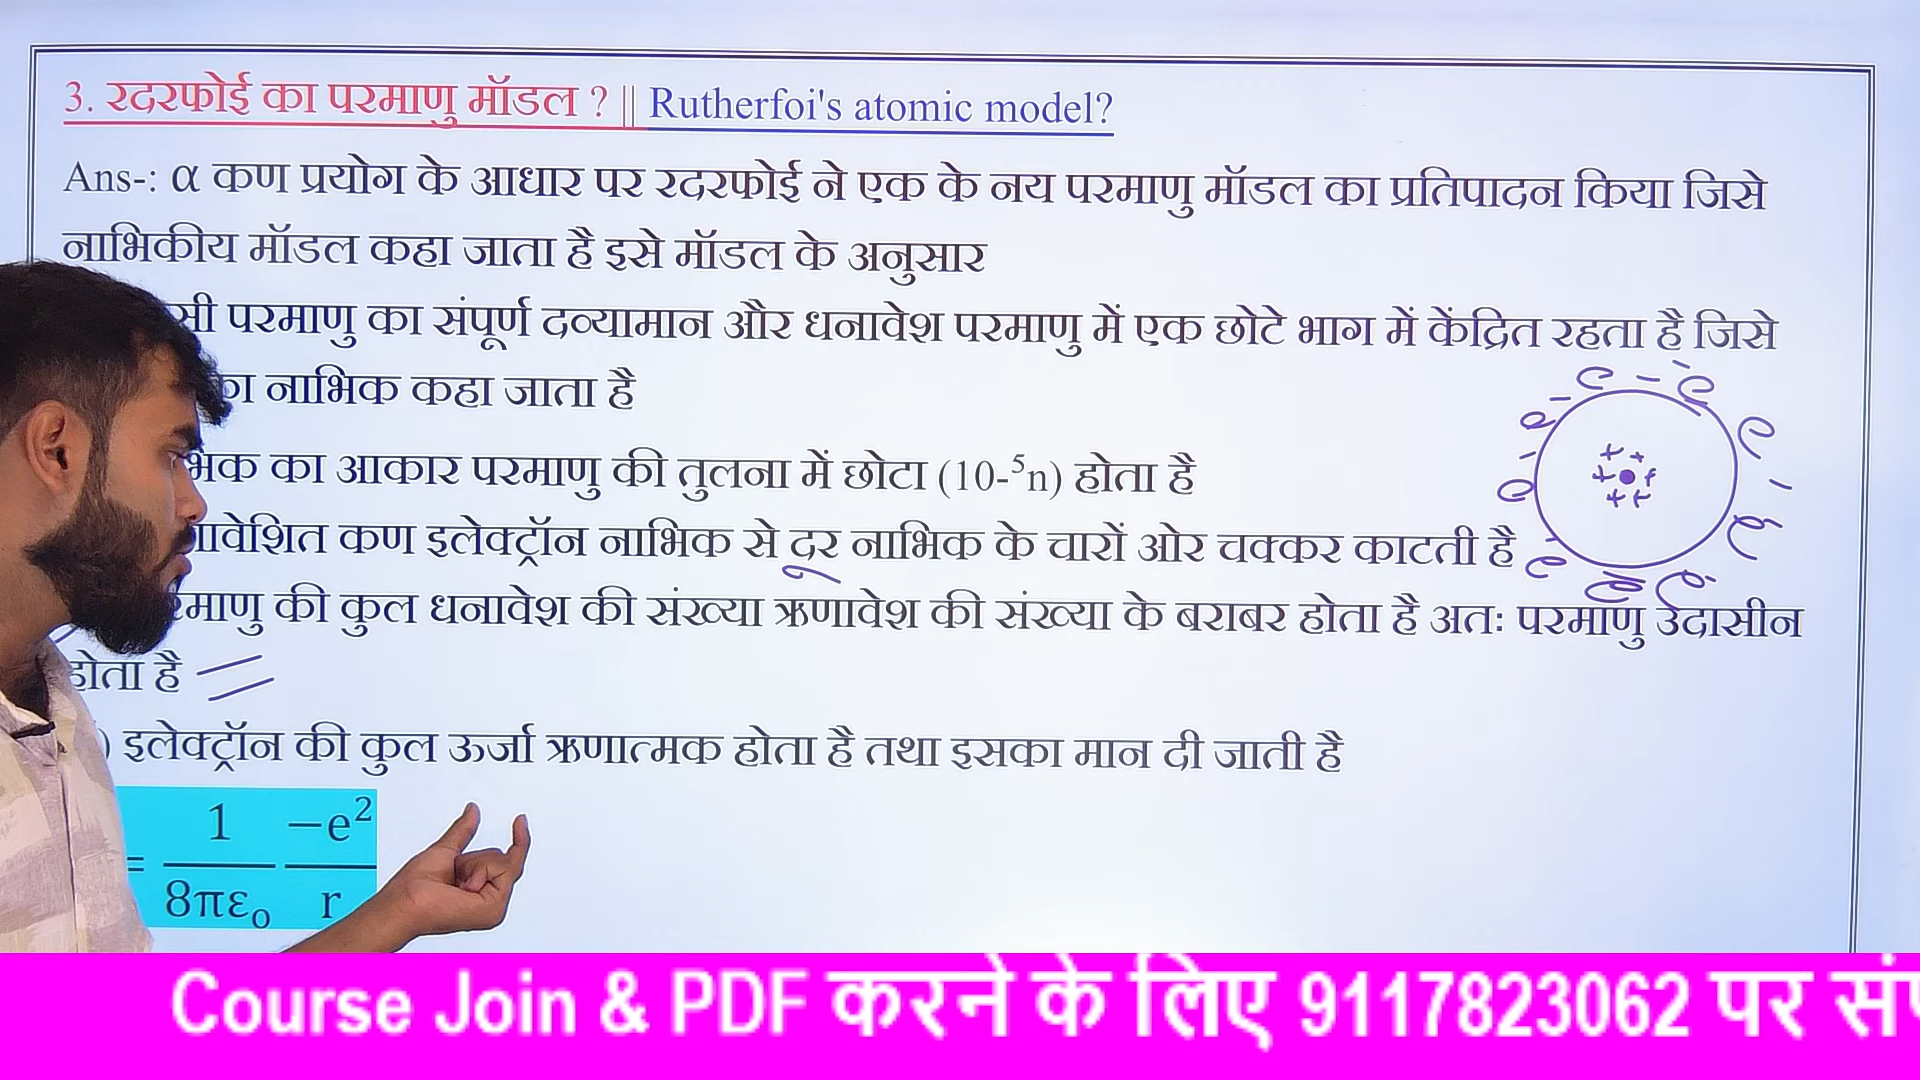 3. रदरफोई का परमाणु मॉडल ? || Rutherfoi's atomic model?
Ans-: α कण प्रयोग के आधार पर रदरफोई ने एक के नय परमाणु मॉडल का प्रतिपादन किया जिसे
नाभिकीय मॉडल कहा जाता है इसे मॉडल के अनुसार
परमाणु का संपूर्ण दव्यामान और धनावेश परमाणु में एक छोटे भाग में केंद्रित रहता है जिसे
नाभिक कहा जाता है
का आकार परमाणु की तुलना में छोटा (10-⁵n) होता है
कण इलेक्ट्रॉन नाभिक से दूर नाभिक के चारों ओर चक्कर काटती है
की कुल धनावेश की संख्या ऋणावेश की संख्या के बराबर होता है अतः परमाणु उदासीन
होता है
) इलेक्ट्रॉन की कुल ऊर्जा ऋणात्मक होता है तथा इसका मान दी जाती है
= 1/8πε₀ −e²/r
Course Join & PDF करने के लिए 9117823062 पर